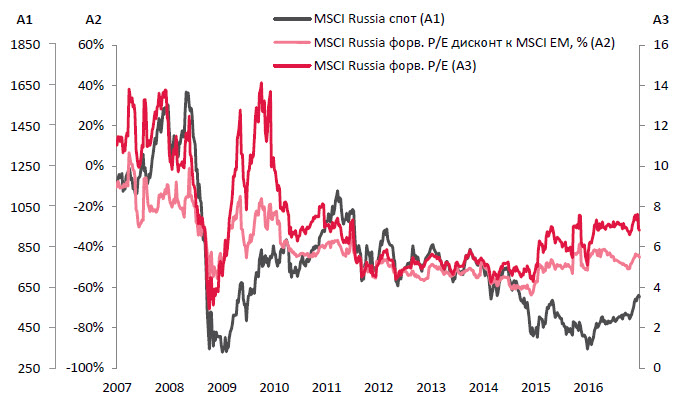 A1 A2 A3
MSCI Russia спот (A1)
MSCI Russia форв. P/E дисконт к MSCI EM, % (A2)
MSCI Russia форв. P/E (A3)
1850 60% 16
1650 40% 14
1450 20% 12
1250 0% 10
1050 -20% 8
850 -40% 6
650 -60% 4
450 -80% 2
250 -100% 0
2007 2008 2009 2010 2011 2012 2013 2014 2015 2016